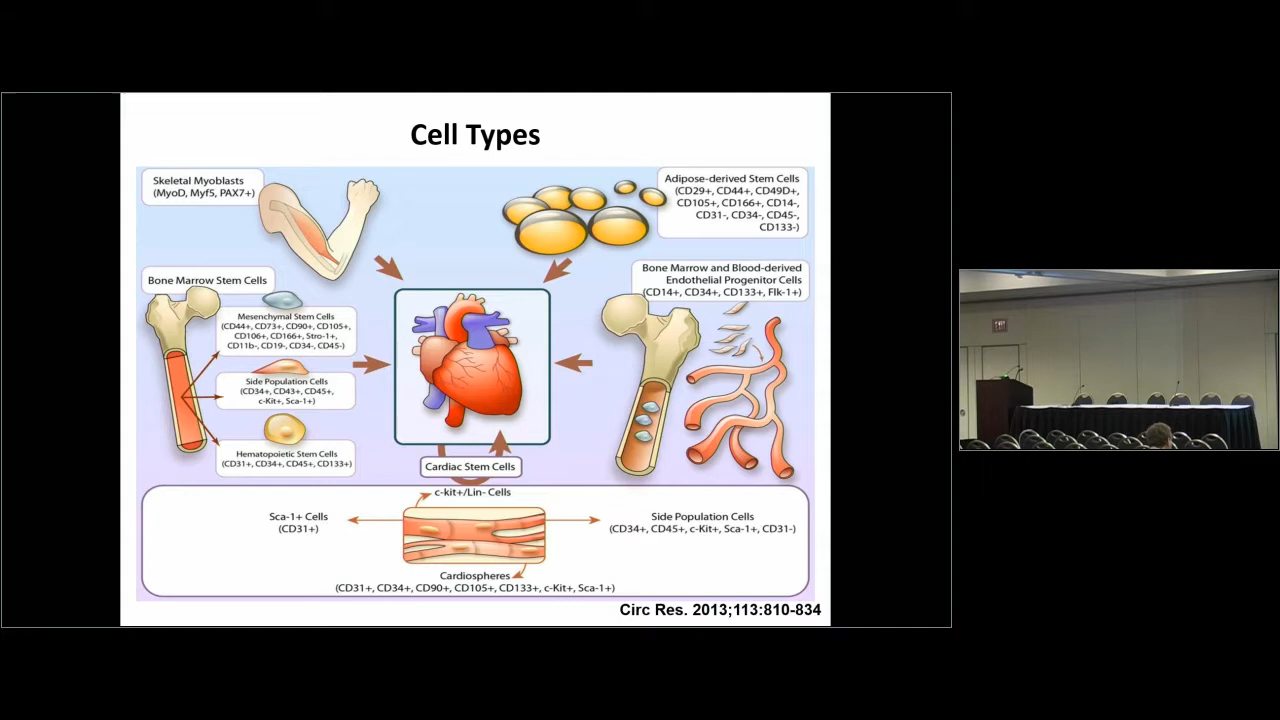 Cell Types
Skeletal Myoblasts
(MyoD, Myf5, PAX7+)
Adipose-derived Stem Cells
(CD29+, CD44+, CD49D+,
CD105+, CD166+, CD14-,
CD31-, CD34-, CD45-,
CD133-)
Bone Marrow Stem Cells
Mesenchymal Stem Cells
(CD44+, CD73+, CD90+, CD105+,
CD106+, CD166+, Stro-1+,
CD11b-, CD19-, CD34-, CD45-)
Side Population Cells
(CD34+, CD43+, CD45+,
c-Kit+, Sca-1+)
Hematopoietic Stem Cells
(CD31+, CD34+, CD45+, CD133+)
Bone Marrow and Blood-derived
Endothelial Progenitor Cells
(CD14+, CD34+, CD133+, Flk-1+)
Cardiac Stem Cells
c-kit+/Lin- Cells
Sca-1+ Cells
(CD31+)
Side Population Cells
(CD34+, CD45+, c-Kit+, Sca-1+, CD31-)
Cardiospheres
(CD31+, CD34+, CD90+, CD105+, CD133+, c-Kit+, Sca-1+)
Circ Res. 2013;113:810-834